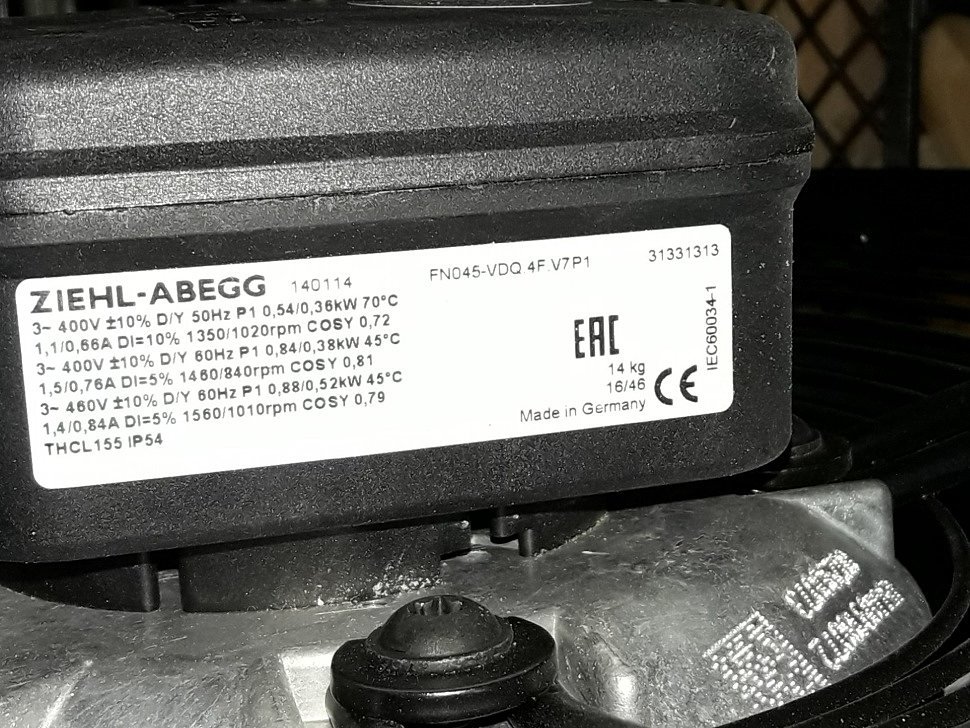 ZIEHL-ABEGG 140114 FN045-VDQ.4F.V7P1 31331313
3~ 400V ±10% D/Y 50Hz P1 0,54/0,36kW 70°C
1,1/0,66A DI=10% 1350/1020rpm COSY 0,72
3~ 400V ±10% D/Y 60Hz P1 0,84/0,38kW 45°C
1,5/0,76A DI=5% 1460/840rpm COSY 0,81
3~ 460V ±10% D/Y 60Hz P1 0,88/0,52kW 45°C
1,4/0,84A DI=5% 1560/1010rpm COSY 0,79
THCL155 IP54
EAC
14 kg
16/46
CE
Made in Germany
IEC60034-1